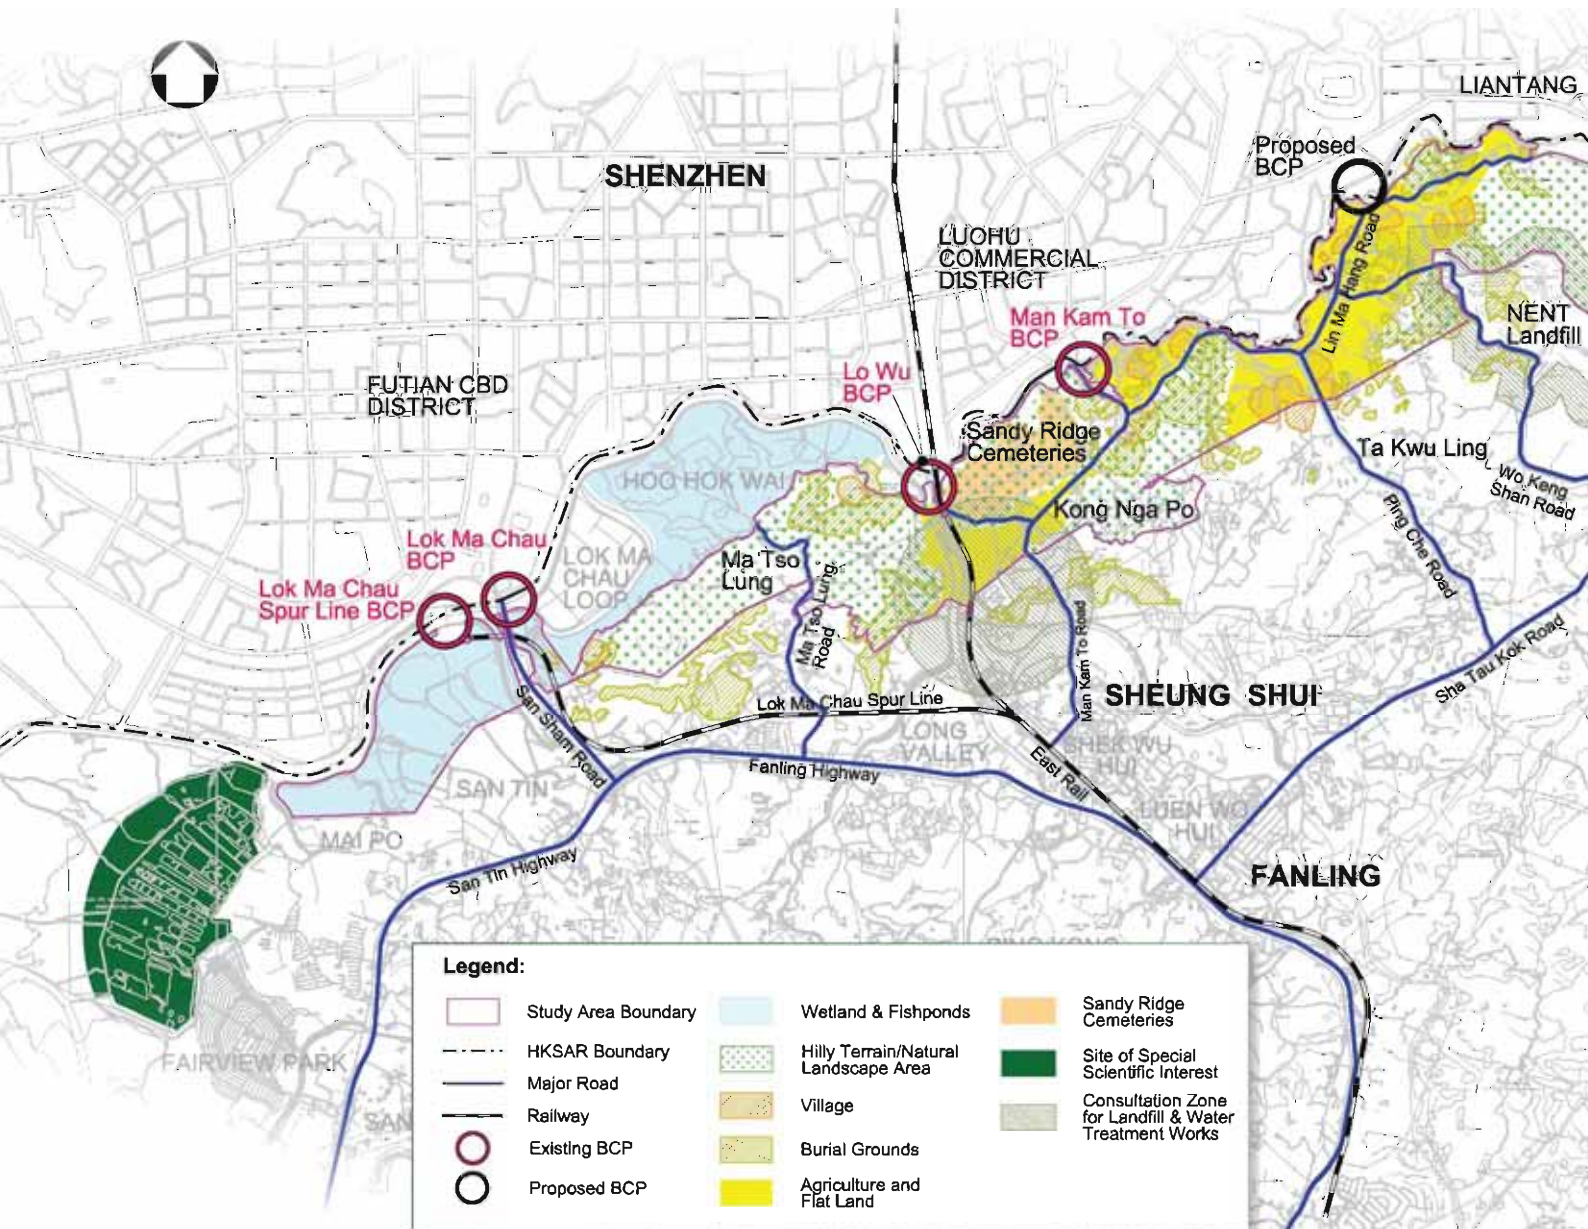 LIANTANG
Proposed
BCP
SHENZHEN
LUOHU
COMMERCIAL
DISTRICT
Man Kam To
BCP
Lin Ma Hang Road
NENT
Landfill
FUTIAN CBD
DISTRICT
Lo Wu
BCP
Sandy Ridge
Cemeteries
Ta Kwu Ling
Wo Keng
Shan Road
HOO HOK WAI
Kong Nga Po
Ping Che Road
Lok Ma Chau
BCP
LOK MA
CHAU
LOOP
Ma Tso
Lung
Lok Ma Chau
Spur Line BCP
Ma Tso Lung
Road
Man Kam To Road
Sha Tau Kok Road
San Sham Road
Lok Ma Chau Spur Line
SHEUNG SHUI
LONG
VALLEY
SHEK WU
HUI
East Rail
Fanling Highway
SAN TIN
LUEN WO
HUI
MAI PO
San Tin Highway
FANLING
PING KONG
FAIRVIEW PARK
SAN
Legend:
Study Area Boundary
HKSAR Boundary
Major Road
Railway
Existing BCP
Proposed BCP
Wetland & Fishponds
Hilly Terrain/Natural
Landscape Area
Village
Burial Grounds
Agriculture and
Flat Land
Sandy Ridge
Cemeteries
Site of Special
Scientific Interest
Consultation Zone
for Landfill & Water
Treatment Works